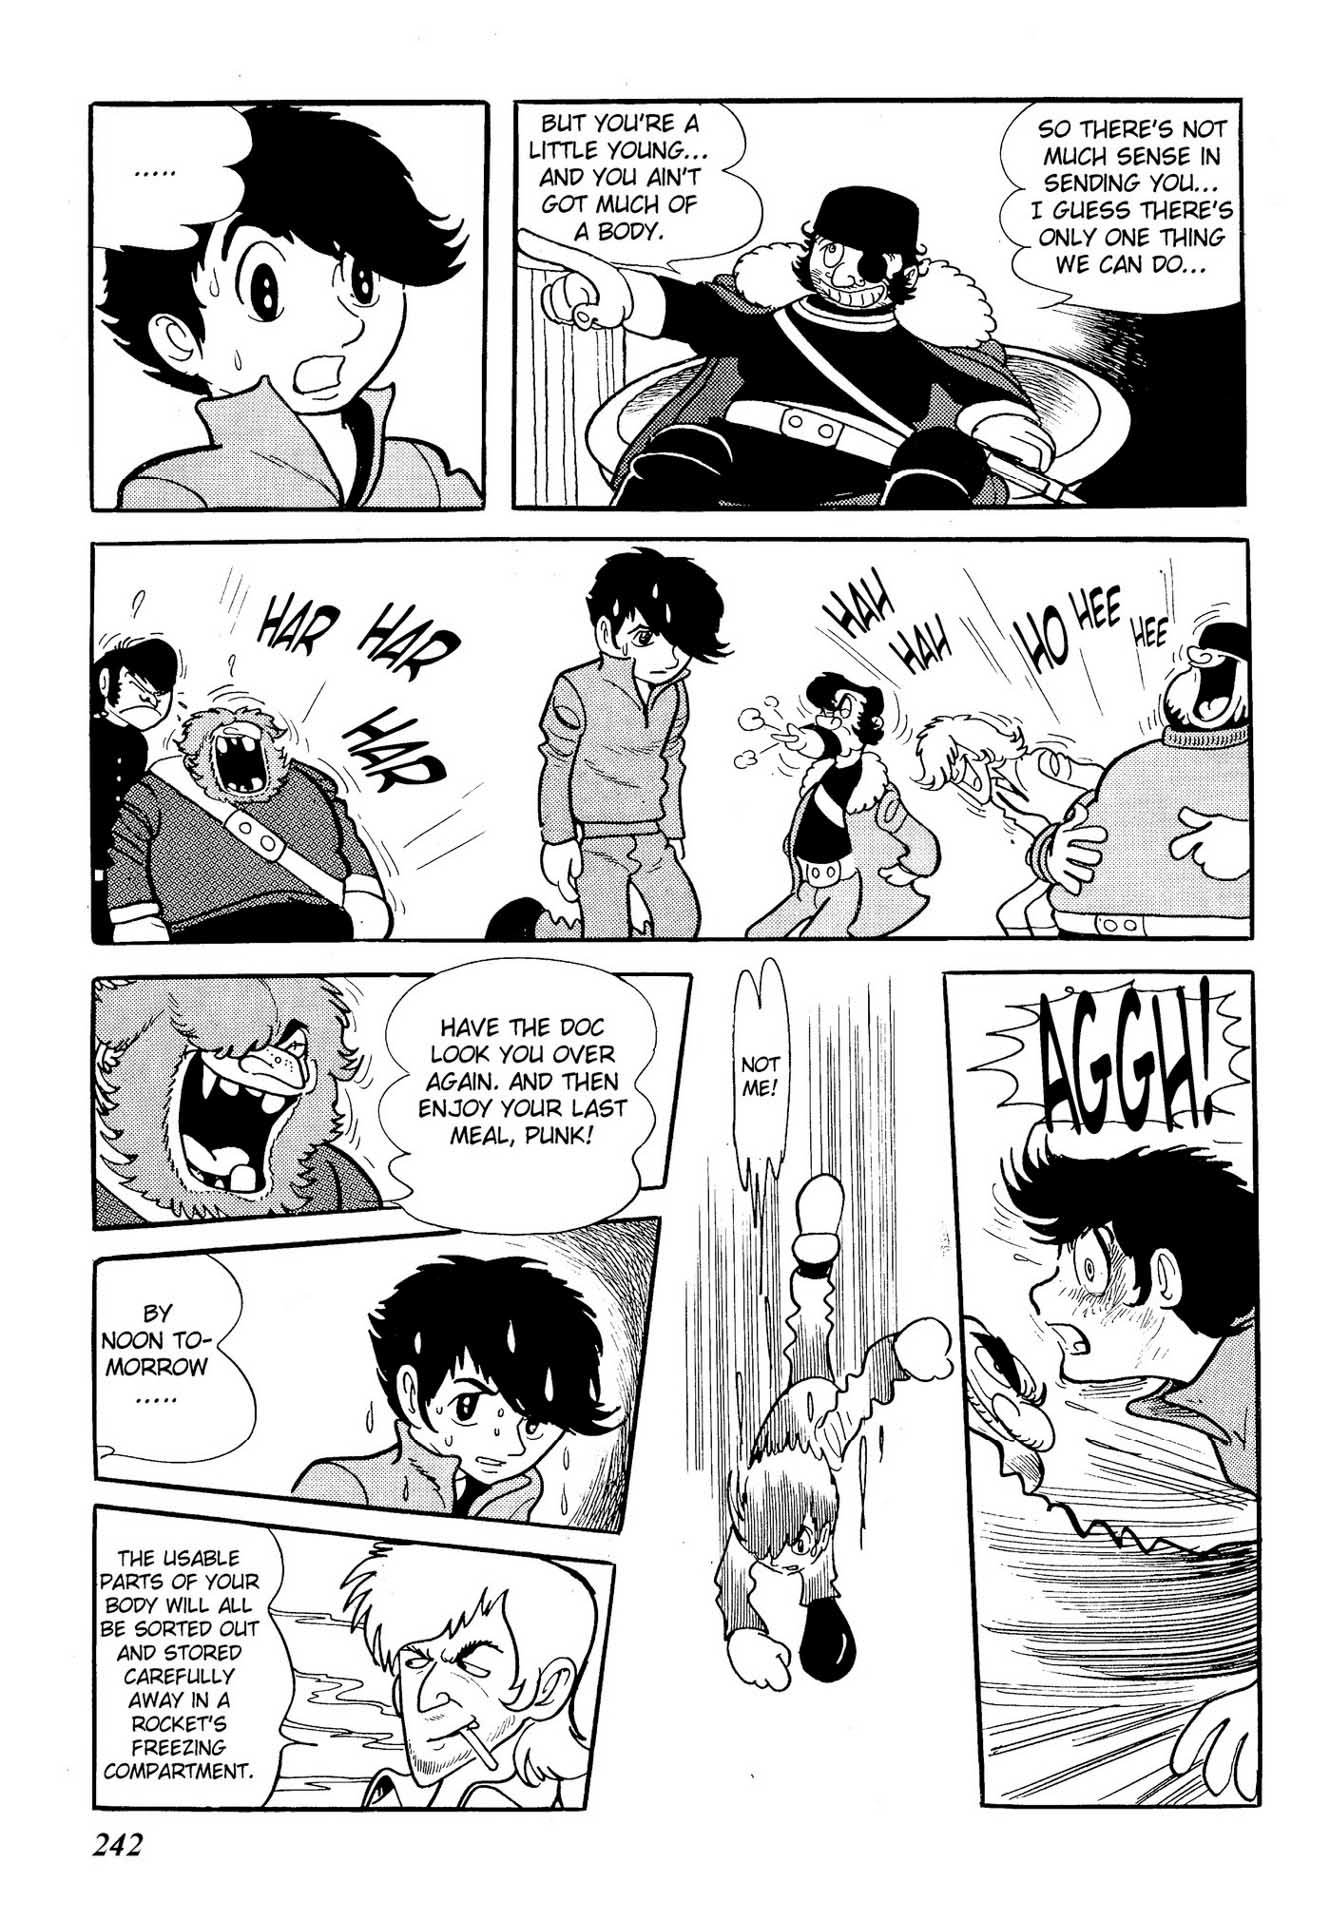 .....
BUT YOU'RE A
LITTLE YOUNG...
AND YOU AIN'T
GOT MUCH OF
A BODY.
SO THERE'S NOT
MUCH SENSE IN
SENDING YOU...
I GUESS THERE'S
ONLY ONE THING
WE CAN DO...
HAR
HAR
HAR
HAH
HAH
HO
HEE
HEE
HAVE THE DOC
LOOK YOU OVER
AGAIN. AND THEN
ENJOY YOUR LAST
MEAL, PUNK!
BY
NOON TO-
MORROW
.....
THE USABLE
PARTS OF YOUR
BODY WILL ALL
BE SORTED OUT
AND STORED
CAREFULLY
AWAY IN A
ROCKET'S
FREEZING
COMPARTMENT.
NOT
ME!
AGGH!
242